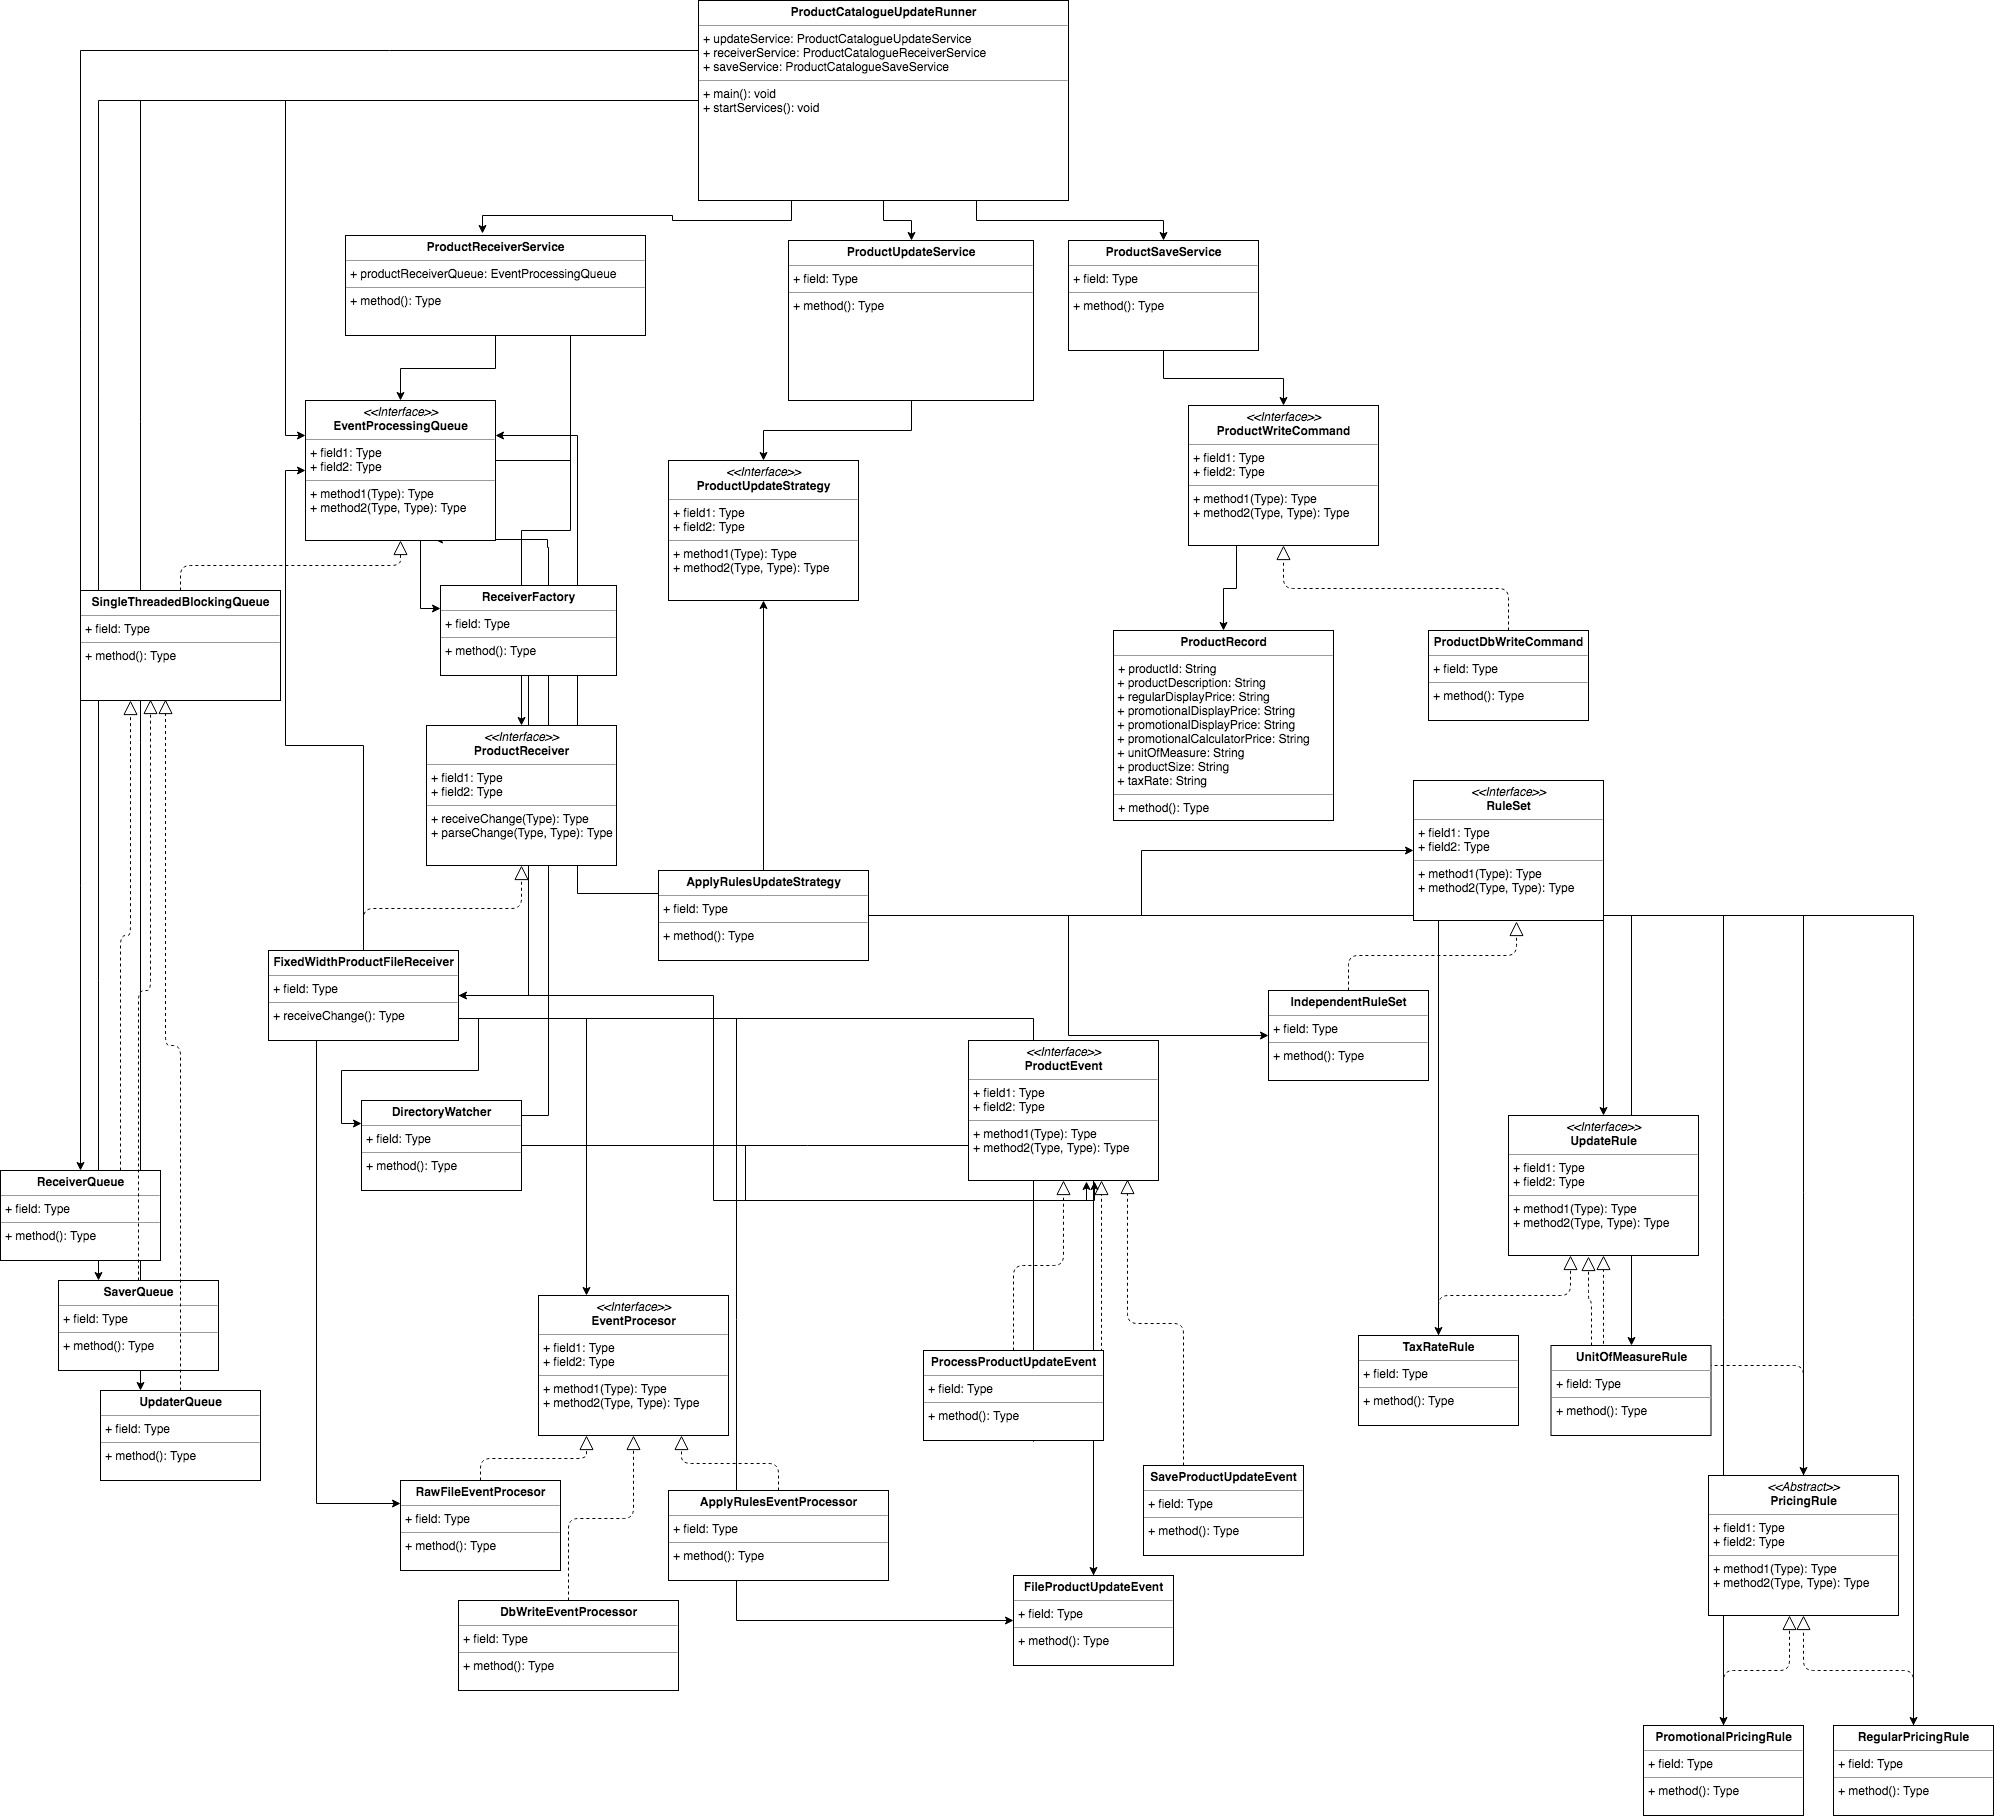 ProductCatalogueUpdateRunner
+ updateService: ProductCatalogueUpdateService
+ receiverService: ProductCatalogueReceiverService
+ saveService: ProductCatalogueSaveService
+ main(): void
+ startServices(): void
ProductReceiverService
+ productReceiverQueue: EventProcessingQueue
+ method(): Type
ProductUpdateService
+ field: Type
+ method(): Type
ProductSaveService
+ field: Type
+ method(): Type
<<Interface>>
EventProcessingQueue
+ field1: Type
+ field2: Type
+ method1(Type): Type
+ method2(Type, Type): Type
<<Interface>>
ProductWriteCommand
+ field1: Type
+ field2: Type
+ method1(Type): Type
+ method2(Type, Type): Type
<<Interface>>
ProductUpdateStrategy
+ field1: Type
+ field2: Type
+ method1(Type): Type
+ method2(Type, Type): Type
SingleThreadedBlockingQueue
+ field: Type
+ method(): Type
ReceiverFactory
+ field: Type
+ method(): Type
ProductRecord
+ productId: String
+ productDescription: String
+ regularDisplayPrice: String
+ promotionalDisplayPrice: String
+ promotionalDisplayPrice: String
+ promotionalCalculatorPrice: String
+ unitOfMeasure: String
+ productSize: String
+ taxRate: String
+ method(): Type
ProductDbWriteCommand
+ field: Type
+ method(): Type
<<Interface>>
ProductReceiver
+ field1: Type
+ field2: Type
+ receiveChange(Type): Type
+ parseChange(Type, Type): Type
<<Interface>>
RuleSet
+ field1: Type
+ field2: Type
+ method1(Type): Type
+ method2(Type, Type): Type
ApplyRulesUpdateStrategy
+ field: Type
+ method(): Type
FixedWidthProductFileReceiver
+ field: Type
+ receiveChange(): Type
IndependentRuleSet
+ field: Type
+ method(): Type
<<Interface>>
ProductEvent
+ field1: Type
+ field2: Type
+ method1(Type): Type
+ method2(Type, Type): Type
DirectoryWatcher
+ field: Type
+ method(): Type
<<Interface>>
UpdateRule
+ field1: Type
+ field2: Type
+ method1(Type): Type
+ method2(Type, Type): Type
ReceiverQueue
+ field: Type
+ method(): Type
SaverQueue
+ field: Type
+ method(): Type
<<Interface>>
EventProcesor
+ field1: Type
+ field2: Type
+ method1(Type): Type
+ method2(Type, Type): Type
TaxRateRule
+ field: Type
+ method(): Type
UnitOfMeasureRule
+ field: Type
+ method(): Type
ProcessProductUpdateEvent
+ field: Type
+ method(): Type
UpdaterQueue
+ field: Type
+ method(): Type
SaveProductUpdateEvent
+ field: Type
+ method(): Type
<<Abstract>>
PricingRule
+ field1: Type
+ field2: Type
+ method1(Type): Type
+ method2(Type, Type): Type
RawFileEventProcesor
+ field: Type
+ method(): Type
ApplyRulesEventProcessor
+ field: Type
+ method(): Type
FileProductUpdateEvent
+ field: Type
+ method(): Type
DbWriteEventProcessor
+ field: Type
+ method(): Type
PromotionalPricingRule
+ field: Type
+ method(): Type
RegularPricingRule
+ field: Type
+ method(): Type